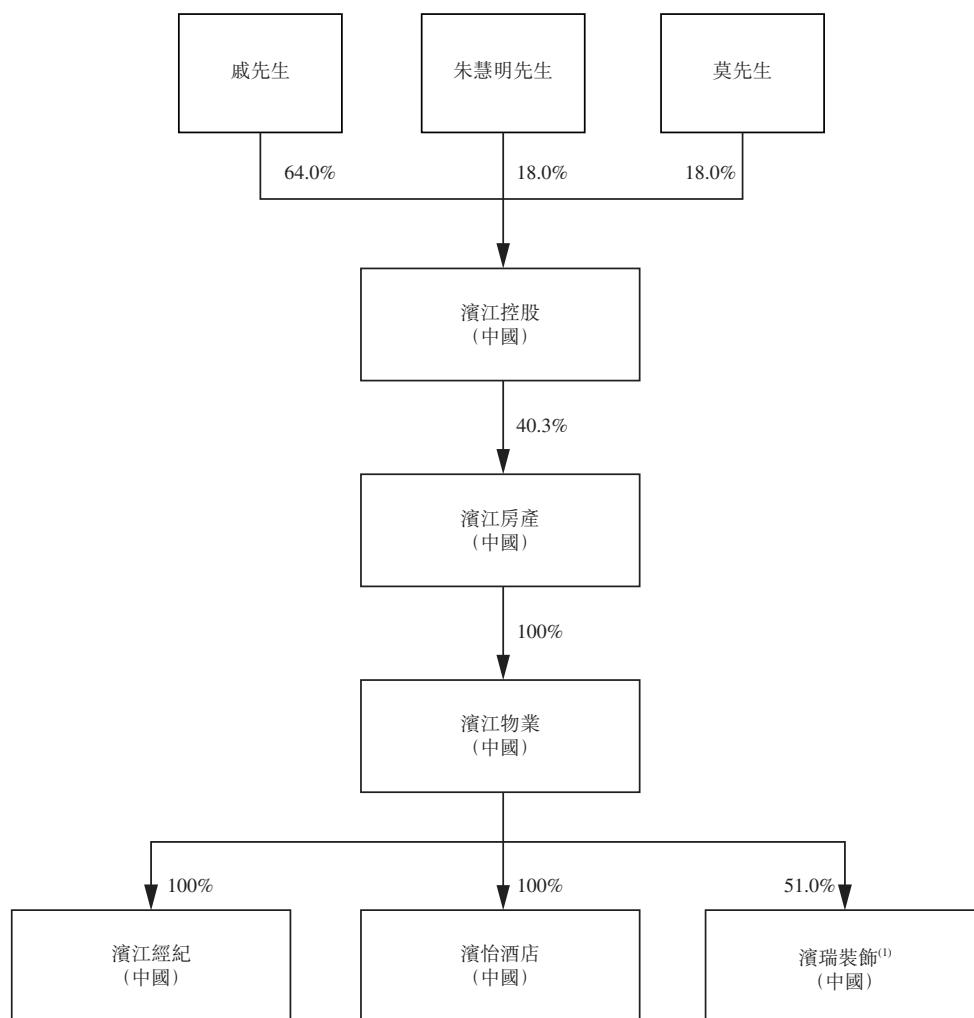 戚先生
朱慧明先生
莫先生
64.0%
18.0%
18.0%
濱江控股
（中國）
40.3%
濱江房產
（中國）
100%
濱江物業
（中國）
100%
100%
51.0%
濱江經紀
（中國）
濱怡酒店
（中國）
濱瑞裝飾(1)
（中國）